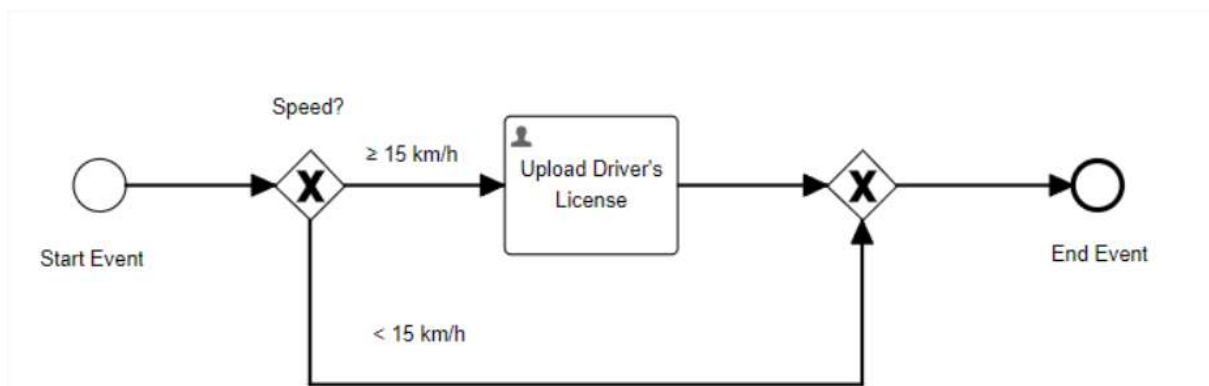 Speed?
≥ 15 km/h
Upload Driver's
License
Start Event
End Event
< 15 km/h